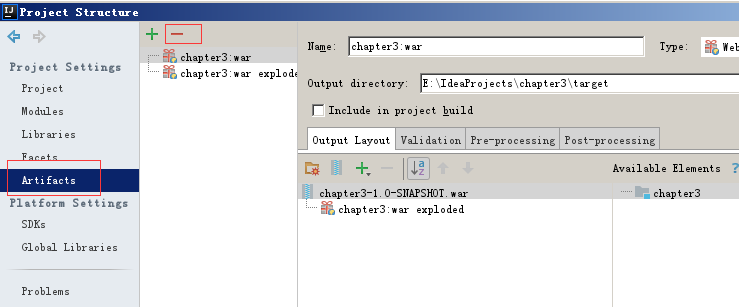 Project Structure
Project Settings
Project
Modules
Libraries
Facets
Artifacts
Platform Settings
SDKs
Global Libraries
Problems
chapter3:war
chapter3:war explode
Name: chapter3:war Type: Web
Output directory: E:\IdeaProjects\chapter3\target
Include in project build
Output Layout Validation Pre-processing Post-processing
Available Elements ?
chapter3-1.0-SNAPSHOT.war
chapter3:war exploded
chapter3